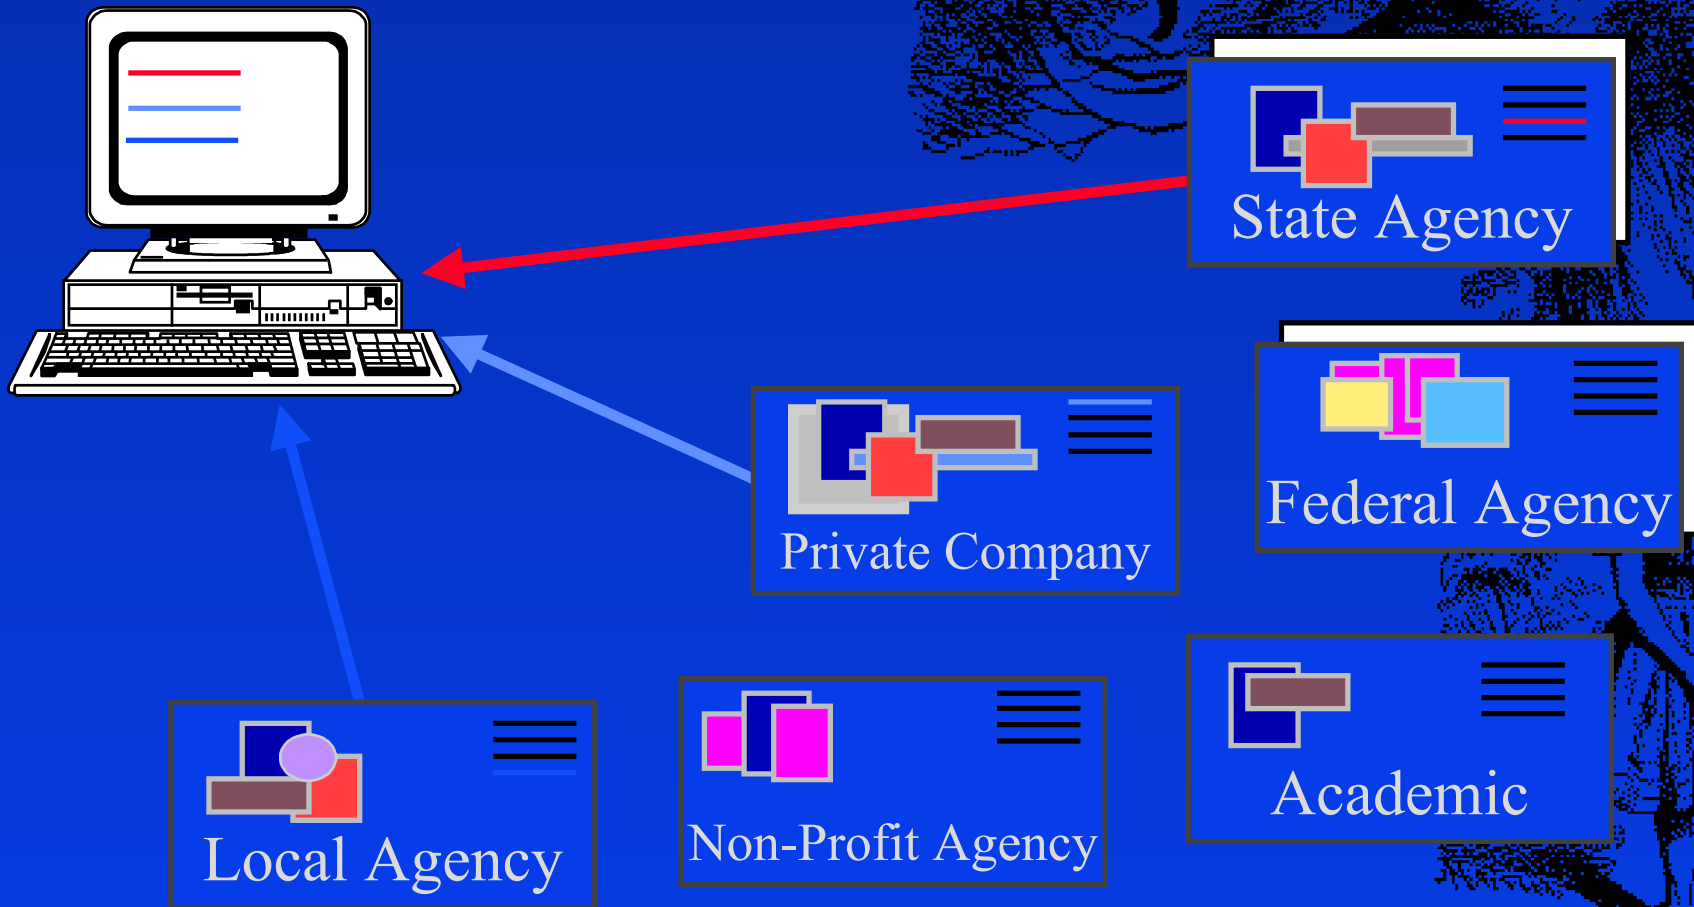 State Agency
Federal Agency
Private Company
Academic
Non-Profit Agency
Local Agency